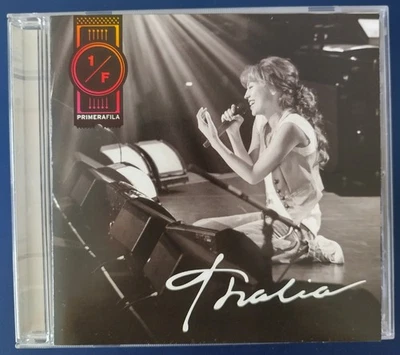 1/F
PRIMERAFILA
Thalia